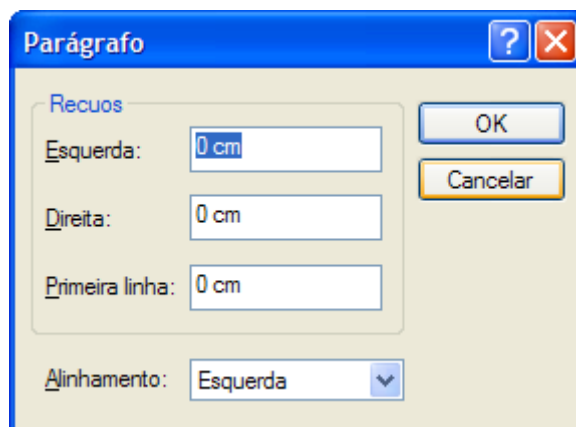 Parágrafo
Recuos
Esquerda: 0 cm
Direita: 0 cm
Primeira linha: 0 cm
Alinhamento: Esquerda
OK
Cancelar